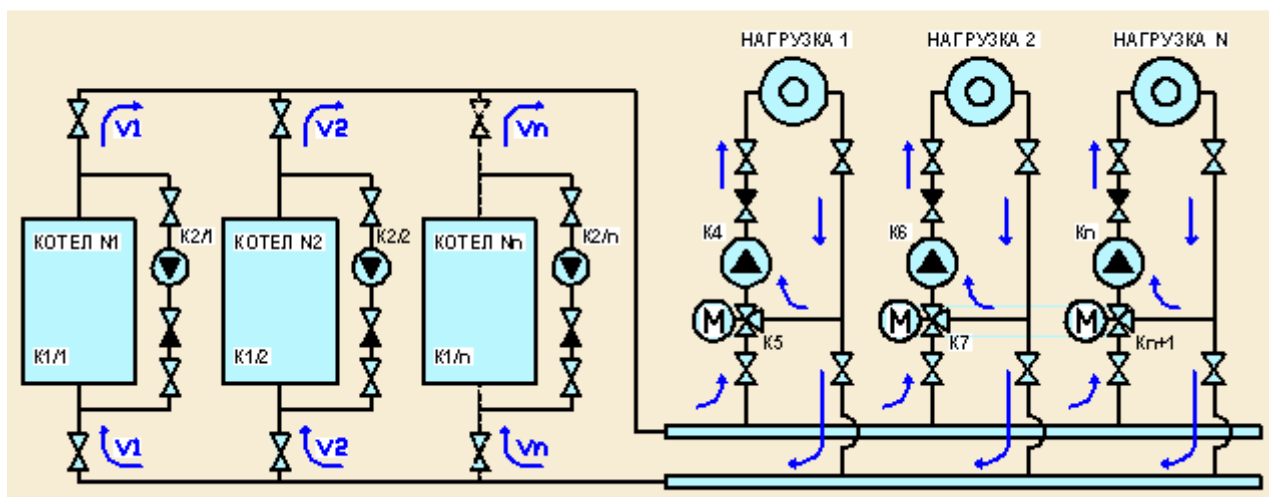 НАГРУЗКА 1
НАГРУЗКА 2
НАГРУЗКА N
V1
V2
Vn
КОТЕЛ N1
К2/1
КОТЕЛ N2
К2/2
КОТЕЛ Nn
К2/n
К4
К6
Кn
М
М
М
К1/1
К1/2
К1/n
К5
К7
Кn+1
V1
V2
Vn